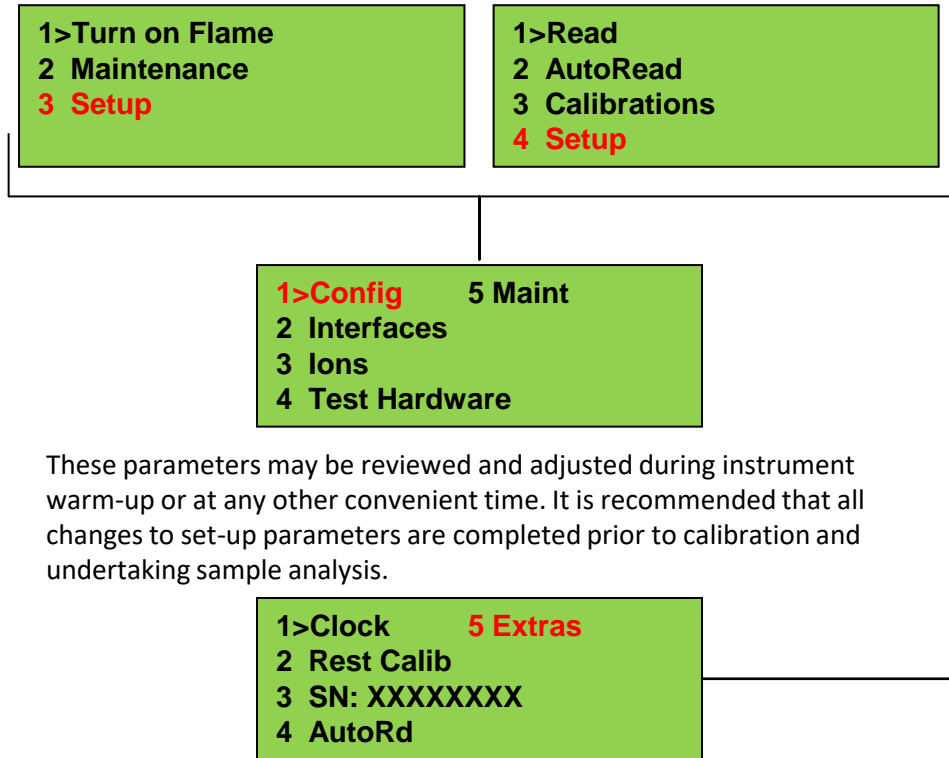 1>Turn on Flame
2 Maintenance
3 Setup
1>Read
2 AutoRead
3 Calibrations
4 Setup
1>Config 5 Maint
2 Interfaces
3 Ions
4 Test Hardware
These parameters may be reviewed and adjusted during instrument
warm-up or at any other convenient time. It is recommended that all
changes to set-up parameters are completed prior to calibration and
undertaking sample analysis.
1>Clock 5 Extras
2 Rest Calib
3 SN: XXXXXXXX
4 AutoRd